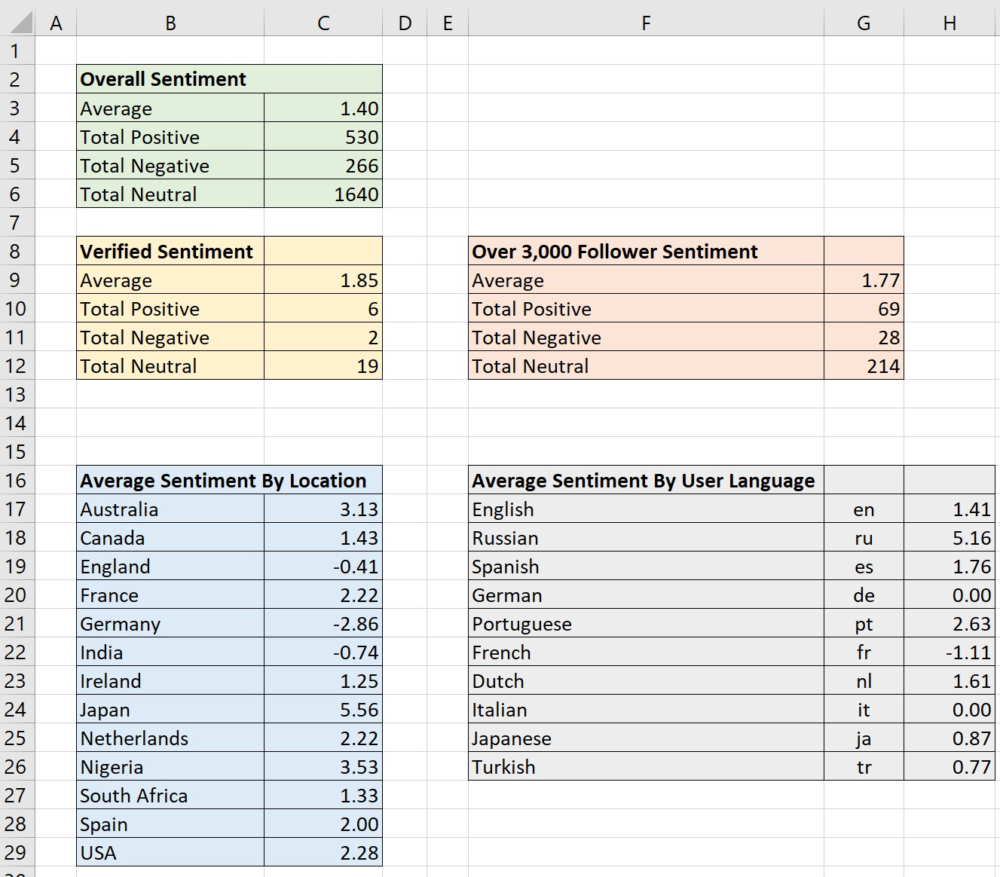 A B C D E F G H
1
2 Overall Sentiment
3 Average 1.40
4 Total Positive 530
5 Total Negative 266
6 Total Neutral 1640
7
8 Verified Sentiment Over 3,000 Follower Sentiment
9 Average 1.85 Average 1.77
10 Total Positive 6 Total Positive 69
11 Total Negative 2 Total Negative 28
12 Total Neutral 19 Total Neutral 214
13
14
15
16 Average Sentiment By Location Average Sentiment By User Language
17 Australia 3.13 English en 1.41
18 Canada 1.43 Russian ru 5.16
19 England -0.41 Spanish es 1.76
20 France 2.22 German de 0.00
21 Germany -2.86 Portuguese pt 2.63
22 India -0.74 French fr -1.11
23 Ireland 1.25 Dutch nl 1.61
24 Japan 5.56 Italian it 0.00
25 Netherlands 2.22 Japanese ja 0.87
26 Nigeria 3.53 Turkish tr 0.77
27 South Africa 1.33
28 Spain 2.00
29 USA 2.28